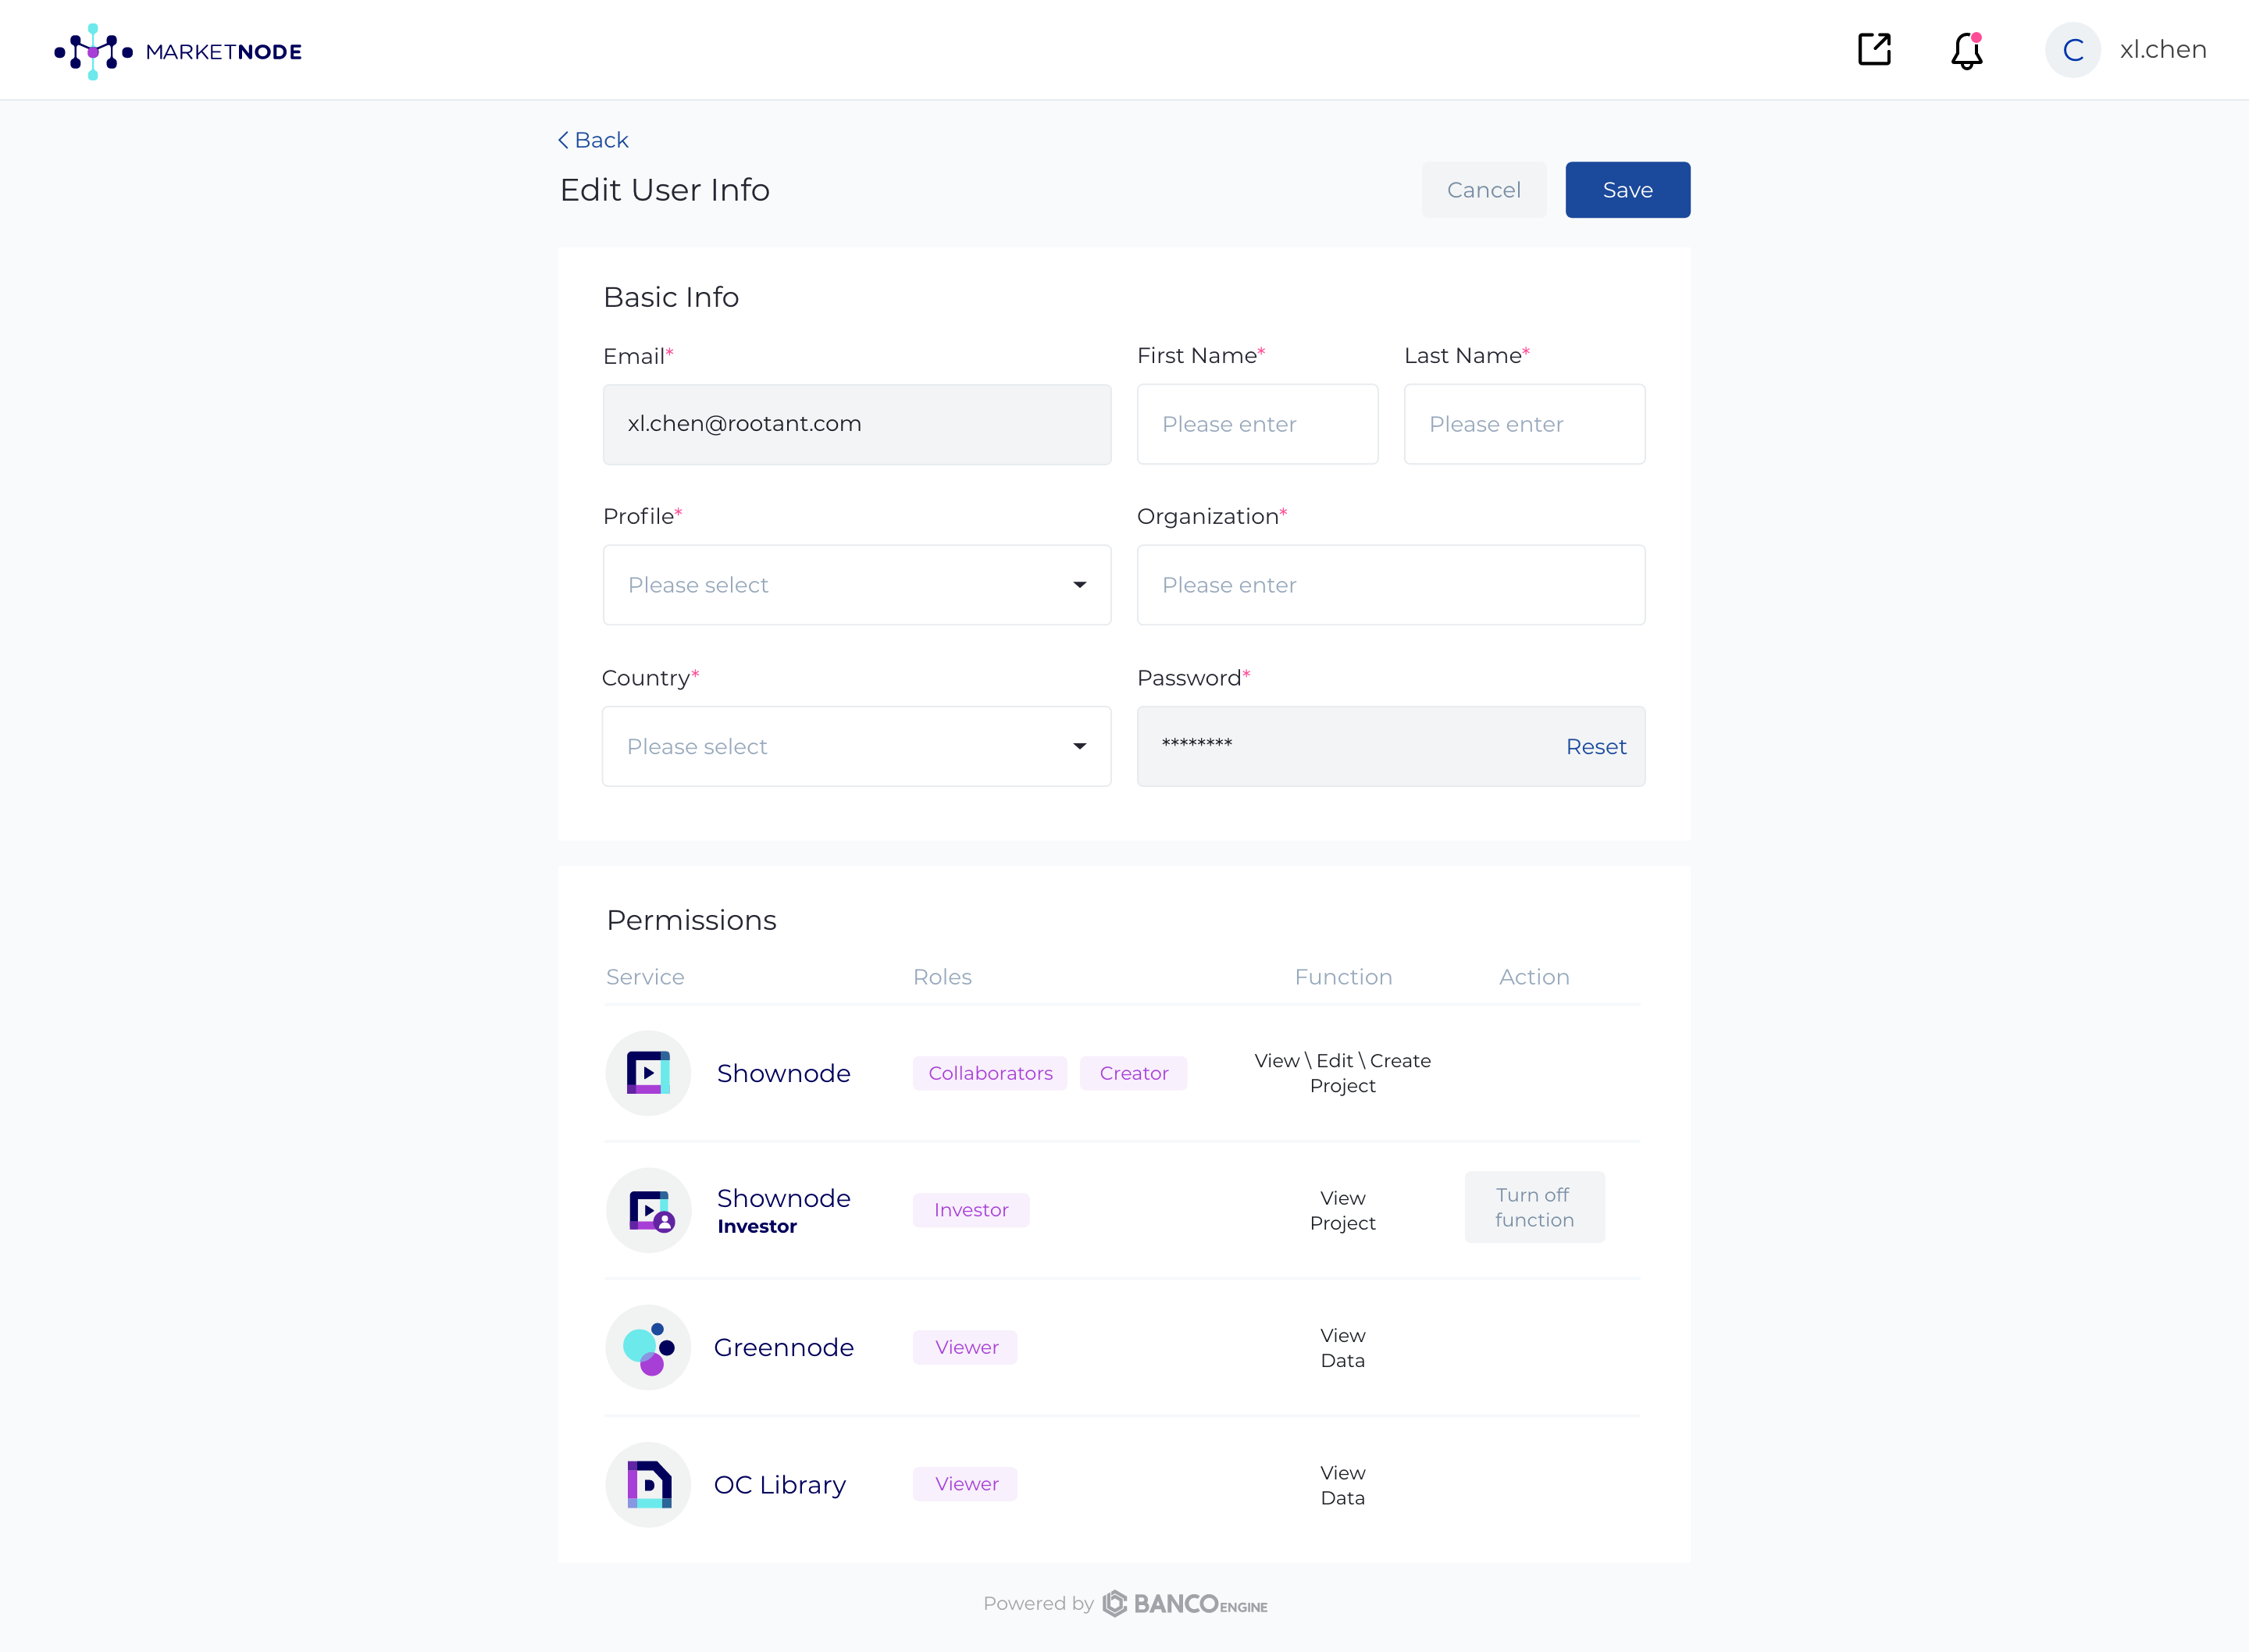 MARKETNODE
C
xl.chen
Back
Edit User Info
Cancel
Save
Basic Info
Email*
First Name*
Last Name*
xl.chen@rootant.com
Please enter
Please enter
Profile*
Organization*
Please select
Please enter
Country*
Password*
Please select
********
Reset
Permissions
Service
Roles
Function
Action
Shownode
Collaborators
Creator
View \ Edit \ Create
Project
Shownode
Investor
Investor
View
Project
Turn off
function
Greennode
Viewer
View
Data
OC Library
Viewer
View
Data
Powered by BANCO ENGINE